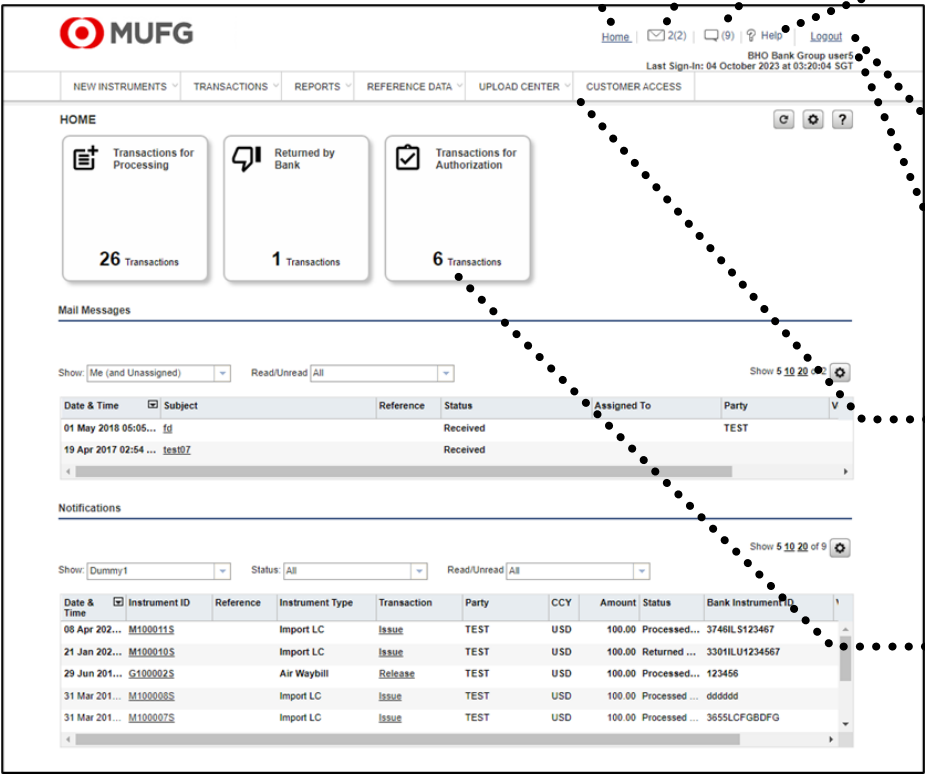 MUFG
Home 2(2) (9) Help Logout
BHO Bank Group user5
Last Sign-In: 04 October 2023 at 03:20:04 SGT
NEW INSTRUMENTS TRANSACTIONS REPORTS REFERENCE DATA UPLOAD CENTER CUSTOMER ACCESS
HOME
Transactions for Processing
26 Transactions
Returned by Bank
1 Transactions
Transactions for Authorization
6 Transactions
Mail Messages
Show: Me (and Unassigned) Read/Unread All Show 5 10 20 of 2
Date & Time Subject Reference Status Assigned To Party V
01 May 2018 05:05... fd Received TEST
19 Apr 2017 02:54 ... test07 Received
Notifications
Show 5 10 20 of 9
Show: Dummy1 Status: All Read/Unread All
Date & Time Instrument ID Reference Instrument Type Transaction Party CCY Amount Status Bank Instrument ID
08 Apr 202... M100011S Import LC Issue TEST USD 100.00 Processed... 3746ILS123467
21 Jan 202... M100010S Import LC Issue TEST USD 100.00 Returned ... 3301ILU1234567
29 Jun 201... G100002S Air Waybill Release TEST USD 100.00 Processed... 123456
31 Mar 201... M100008S Import LC Issue TEST USD 100.00 Processed ... dddddd
31 Mar 201... M100007S Import LC Issue TEST USD 100.00 Processed ... 3655LCFGBDFG